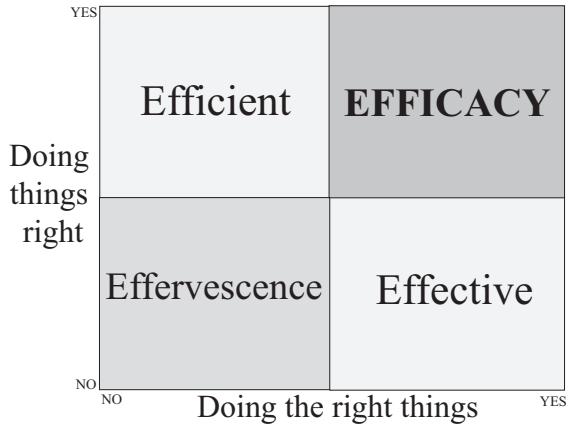 YES
Efficient
EFFICACY
Doing
things
right
Effervescence
Effective
NO
NO
Doing the right things
YES